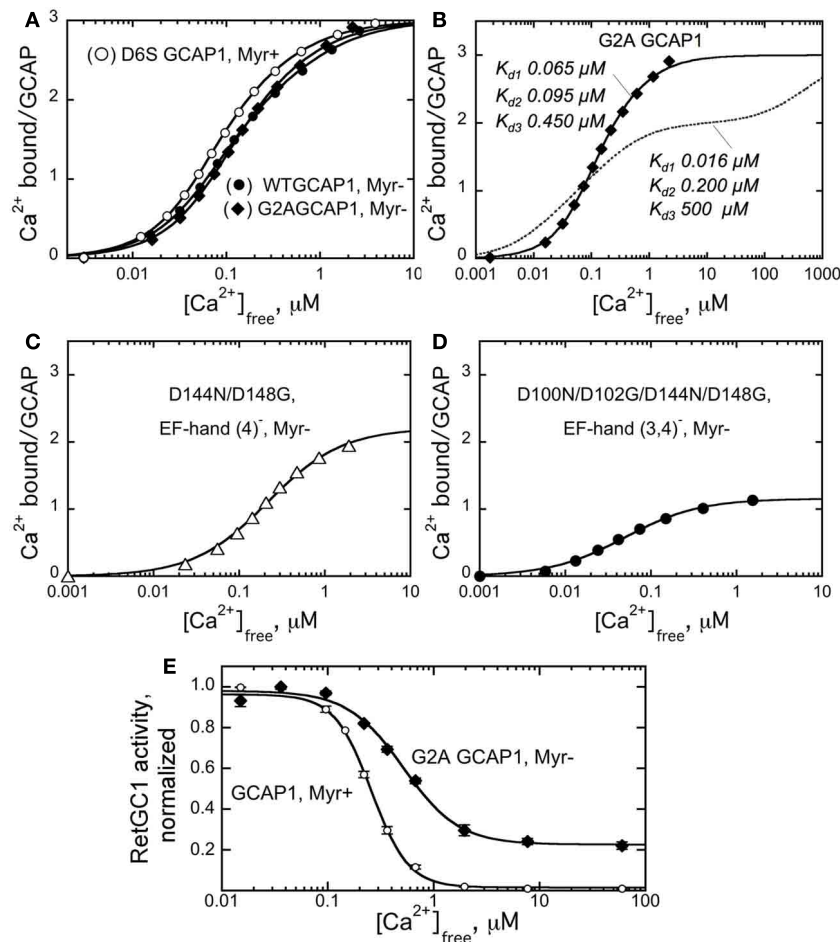 A
(○) D6S GCAP1, Myr+
(●) WTGCAP1, Myr-
(◆) G2AGCAP1, Myr-
Ca2+ bound/GCAP
3
2
1
0
0.01 0.1 1 10
[Ca2+]free, μM
B
G2A GCAP1
Kd1 0.065 μM
Kd2 0.095 μM
Kd3 0.450 μM
Kd1 0.016 μM
Kd2 0.200 μM
Kd3 500 μM
Ca2+ bound/GCAP
4
3
2
1
0
0.001 0.01 0.1 1 10 100 1000
[Ca2+]free, μM
C
D144N/D148G,
EF-hand (4)-, Myr-
Ca2+ bound/GCAP
3
2
1
0
0.001 0.01 0.1 1 10
[Ca2+]free, μM
D
D100N/D102G/D144N/D148G,
EF-hand (3,4)-, Myr-
Ca2+ bound/GCAP
3
2
1
0
0.001 0.01 0.1 1 10
[Ca2+]free, μM
E
G2A GCAP1, Myr-
GCAP1, Myr+
RetGC1 activity,
normalized
1.0
0.8
0.6
0.4
0.2
0.01 0.1 1 10 100
[Ca2+]free, μM